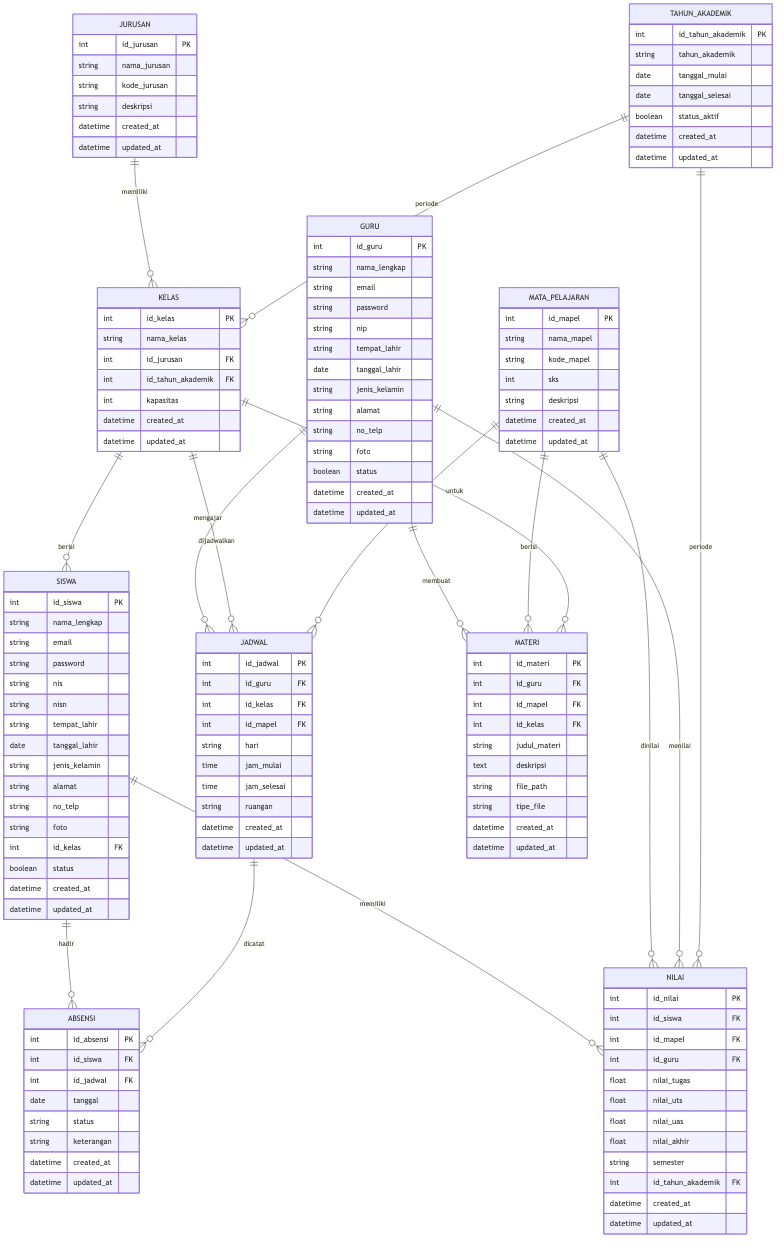 JURUSAN
int id_jurusan PK
string nama_jurusan
string kode_jurusan
string deskripsi
datetime created_at
datetime updated_at
TAHUN_AKADEMIK
int id_tahun_akademik PK
string tahun_akademik
date tanggal_mulai
date tanggal_selesai
boolean status_aktif
datetime created_at
datetime updated_at
memiliki
periode
GURU
int id_guru PK
string nama_lengkap
string email
string password
string nip
string tempat_lahir
date tanggal_lahir
string jenis_kelamin
string alamat
string no_telp
string foto
boolean status
datetime created_at
datetime updated_at
KELAS
int id_kelas PK
string nama_kelas
int id_jurusan FK
int id_tahun_akademik FK
int kapasitas
datetime created_at
datetime updated_at
MATA_PELAJARAN
int id_mapel PK
string nama_mapel
string kode_mapel
int sks
string deskripsi
datetime created_at
datetime updated_at
mengajar
untuk
dijadwalkan
berisi
berisi
periode
membuat
SISWA
int id_siswa PK
string nama_lengkap
string email
string password
string nis
string nisn
string tempat_lahir
date tanggal_lahir
string jenis_kelamin
string alamat
string no_telp
string foto
int id_kelas FK
boolean status
datetime created_at
datetime updated_at
JADWAL
int id_jadwal PK
int id_guru FK
int id_kelas FK
int id_mapel FK
string hari
time jam_mulai
time jam_selesai
string ruangan
datetime created_at
datetime updated_at
MATERI
int id_materi PK
int id_guru FK
int id_mapel FK
int id_kelas FK
string judul_materi
text deskripsi
string file_path
string tipe_file
datetime created_at
datetime updated_at
dinilai
menilai
memiliki
hadir
dicatat
NILAI
int id_nilai PK
int id_siswa FK
int id_mapel FK
int id_guru FK
float nilai_tugas
float nilai_uts
float nilai_uas
float nilai_akhir
string semester
int id_tahun_akademik FK
datetime created_at
datetime updated_at
ABSENSI
int id_absensi PK
int id_siswa FK
int id_jadwal FK
date tanggal
string status
string keterangan
datetime created_at
datetime updated_at